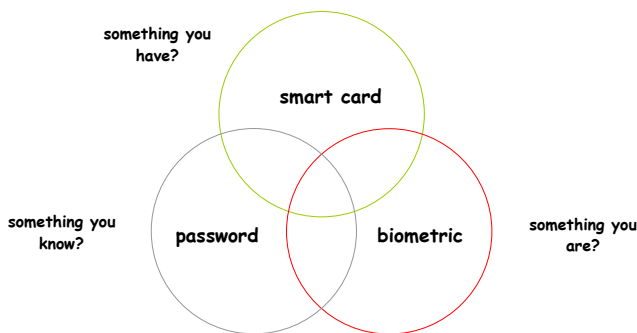 something you
have?
smart card
something you
know?
password
biometric
something you
are?